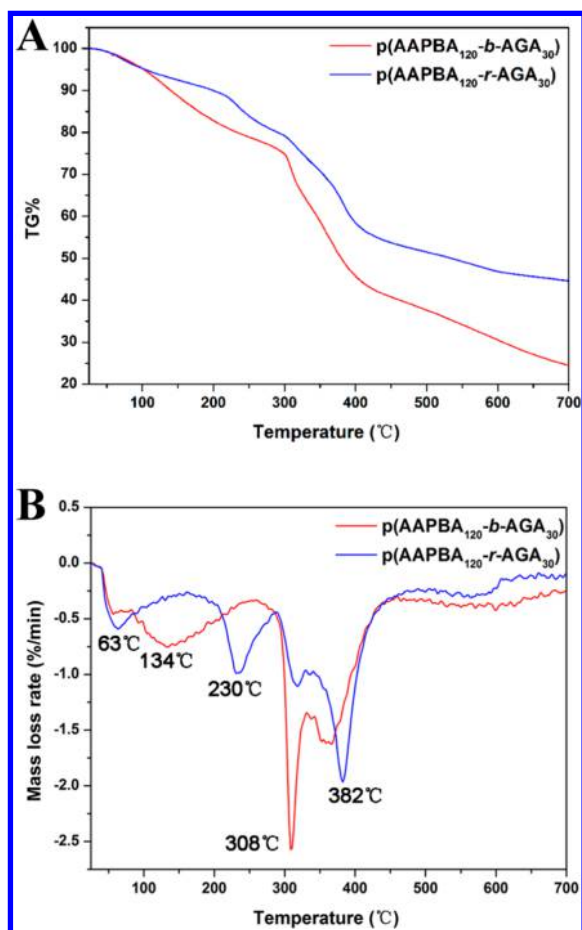 A
p(AAPBA120-b-AGA30)
p(AAPBA120-r-AGA30)
100
90
80
70
60
50
40
30
20
TG%
100 200 300 400 500 600 700
Temperature (℃)
B
p(AAPBA120-b-AGA30)
p(AAPBA120-r-AGA30)
0.5
0.0
-0.5
-1.0
-1.5
-2.0
-2.5
Mass loss rate (%/min)
63℃
134℃
230℃
308℃
382℃
100 200 300 400 500 600 700
Temperature (℃)